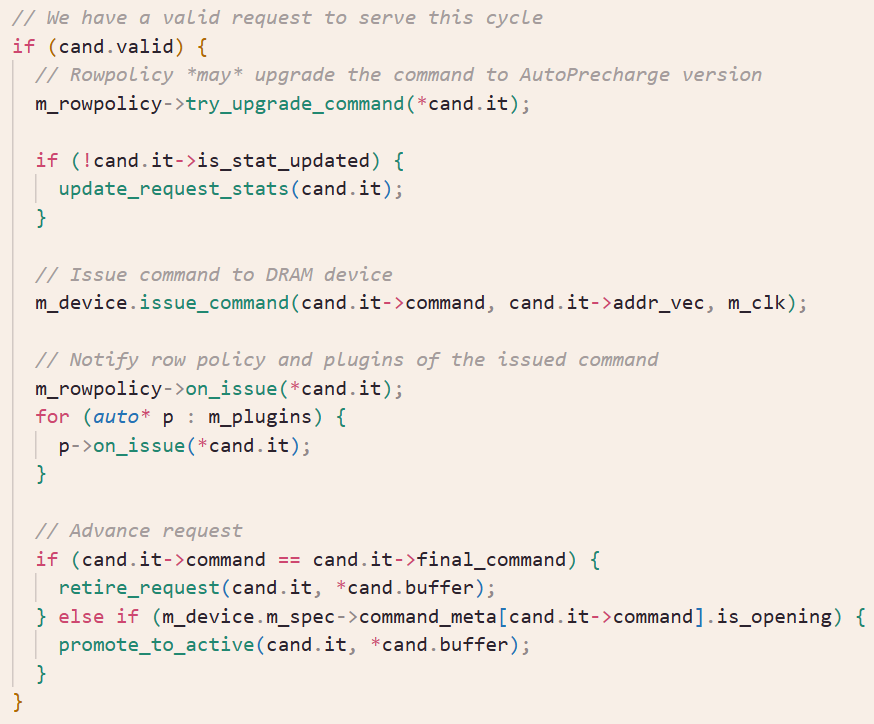 // We have a valid request to serve this cycle
if (cand.valid) {
  // Rowpolicy *may* upgrade the command to AutoPrecharge version
  m_rowpolicy->try_upgrade_command(*cand.it);

  if (!cand.it->is_stat_updated) {
    update_request_stats(cand.it);
  }

  // Issue command to DRAM device
  m_device.issue_command(cand.it->command, cand.it->addr_vec, m_clk);

  // Notify row policy and plugins of the issued command
  m_rowpolicy->on_issue(*cand.it);
  for (auto* p : m_plugins) {
    p->on_issue(*cand.it);
  }

  // Advance request
  if (cand.it->command == cand.it->final_command) {
    retire_request(cand.it, *cand.buffer);
  } else if (m_device.m_spec->command_meta[cand.it->command].is_opening) {
    promote_to_active(cand.it, *cand.buffer);
  }
}